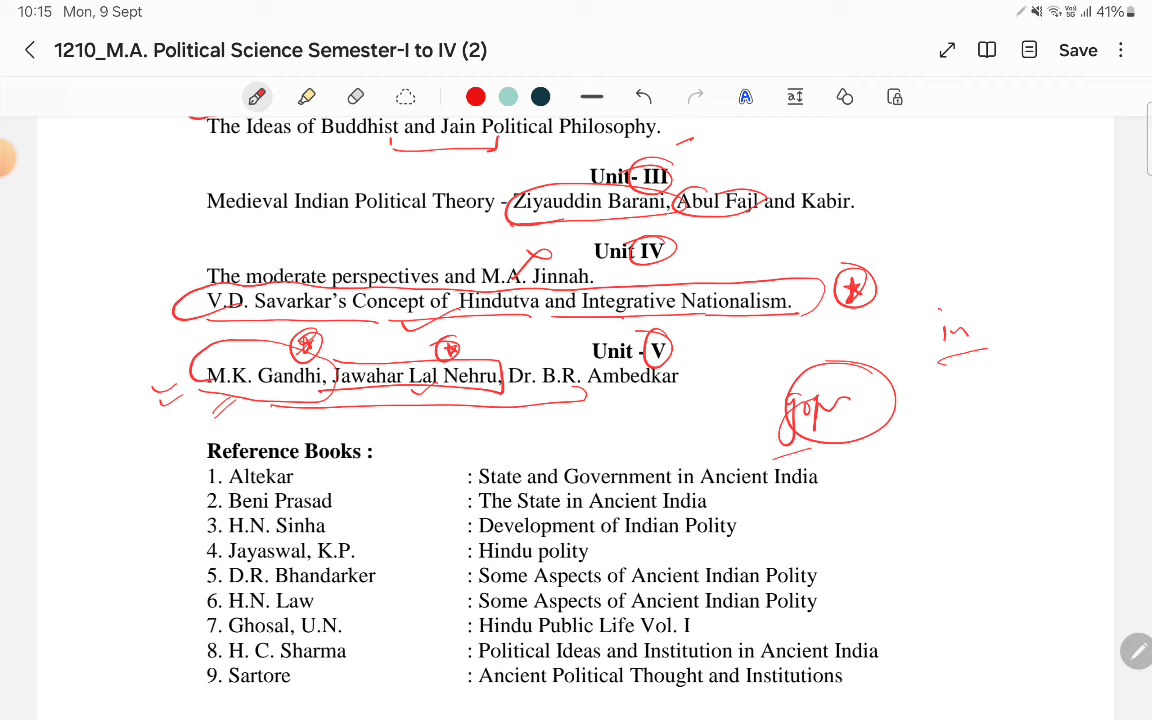 10:15 Mon, 9 Sept 41%
1210_M.A. Political Science Semester-I to IV (2) Save
The Ideas of Buddhist and Jain Political Philosophy.
Unit- III
Medieval Indian Political Theory - Ziyauddin Barani, Abul Fajl and Kabir.
Unit IV
The moderate perspectives and M.A. Jinnah.
V.D. Savarkar's Concept of Hindutva and Integrative Nationalism.
in
Unit - V
M.K. Gandhi, Jawahar Lal Nehru, Dr. B.R. Ambedkar
Reference Books :
1. Altekar : State and Government in Ancient India
2. Beni Prasad : The State in Ancient India
3. H.N. Sinha : Development of Indian Polity
4. Jayaswal, K.P. : Hindu polity
5. D.R. Bhandarker : Some Aspects of Ancient Indian Polity
6. H.N. Law : Some Aspects of Ancient Indian Polity
7. Ghosal, U.N. : Hindu Public Life Vol. I
8. H. C. Sharma : Political Ideas and Institution in Ancient India
9. Sartore : Ancient Political Thought and Institutions